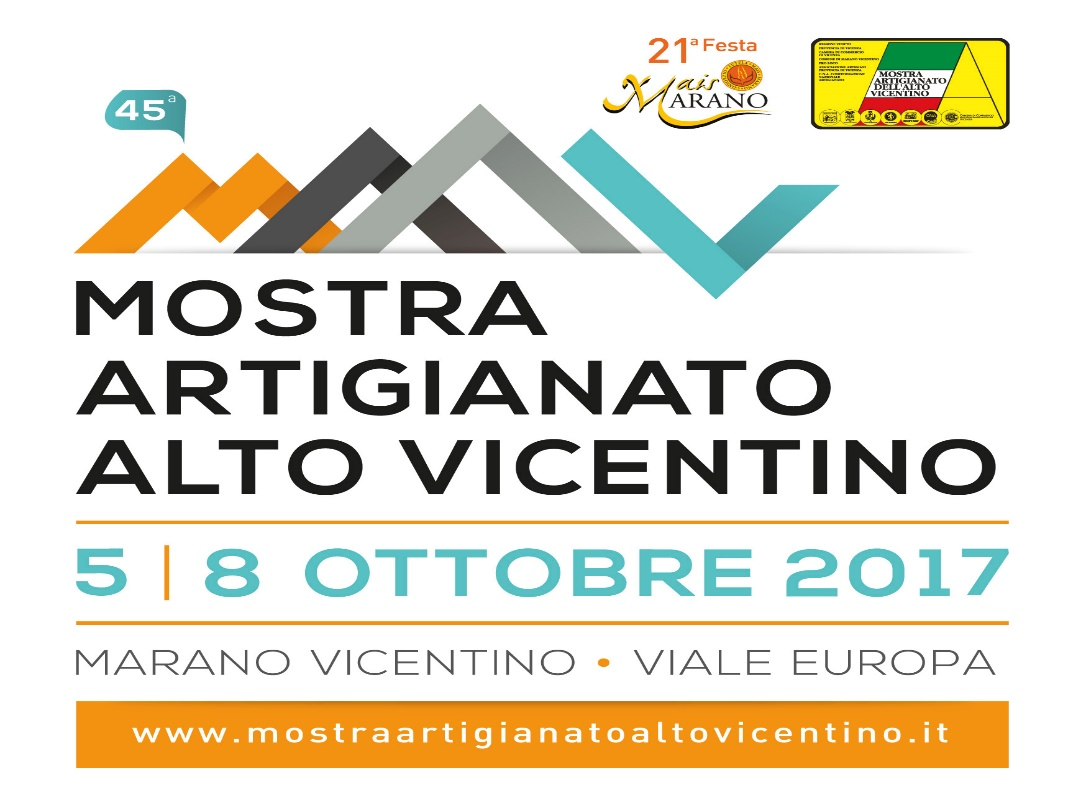 21ª Festa
Mais
MARANO
MOSTRA
ARTIGIANATO
DELL'ALTO
VICENTINO
45ª
MOSTRA
ARTIGIANATO
ALTO VICENTINO
5 | 8 OTTOBRE 2017
MARANO VICENTINO • VIALE EUROPA
www.mostraartigianatoaltovicentino.it